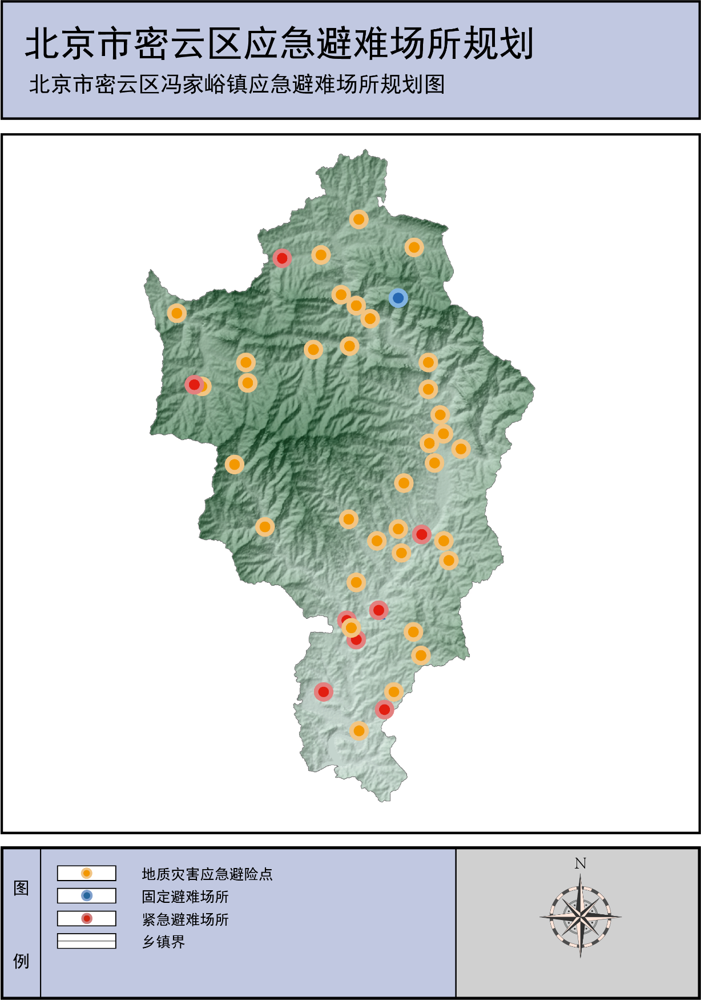 北京市密云区应急避难场所规划
北京市密云区冯家峪镇应急避难场所规划图
图例
地质灾害应急避险点
固定避难场所
紧急避难场所
乡镇界
N